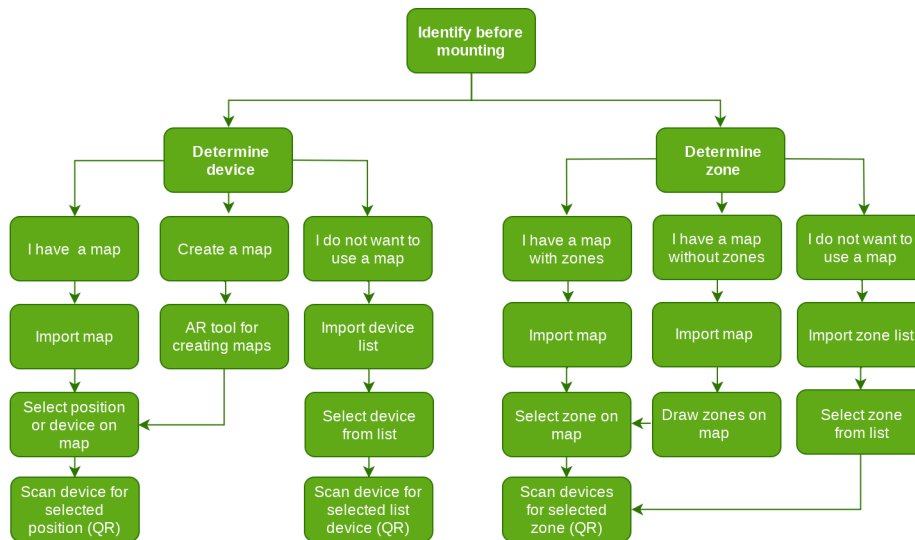 Identify before
mounting
Determine
device
Determine
zone
I have  a map
Create a map
I do not want to
use a map
I have a map
with zones
I have a map
without zones
I do not want to
use a map
Import map
AR tool for
creating maps
Import device
list
Import map
Import map
Import zone list
Select position
or device on
map
Select device
from list
Select zone on
map
Draw zones on
map
Select zone
from list
Scan device for
selected
position (QR)
Scan device for
selected list
device (QR)
Scan devices
for selected
zone (QR)